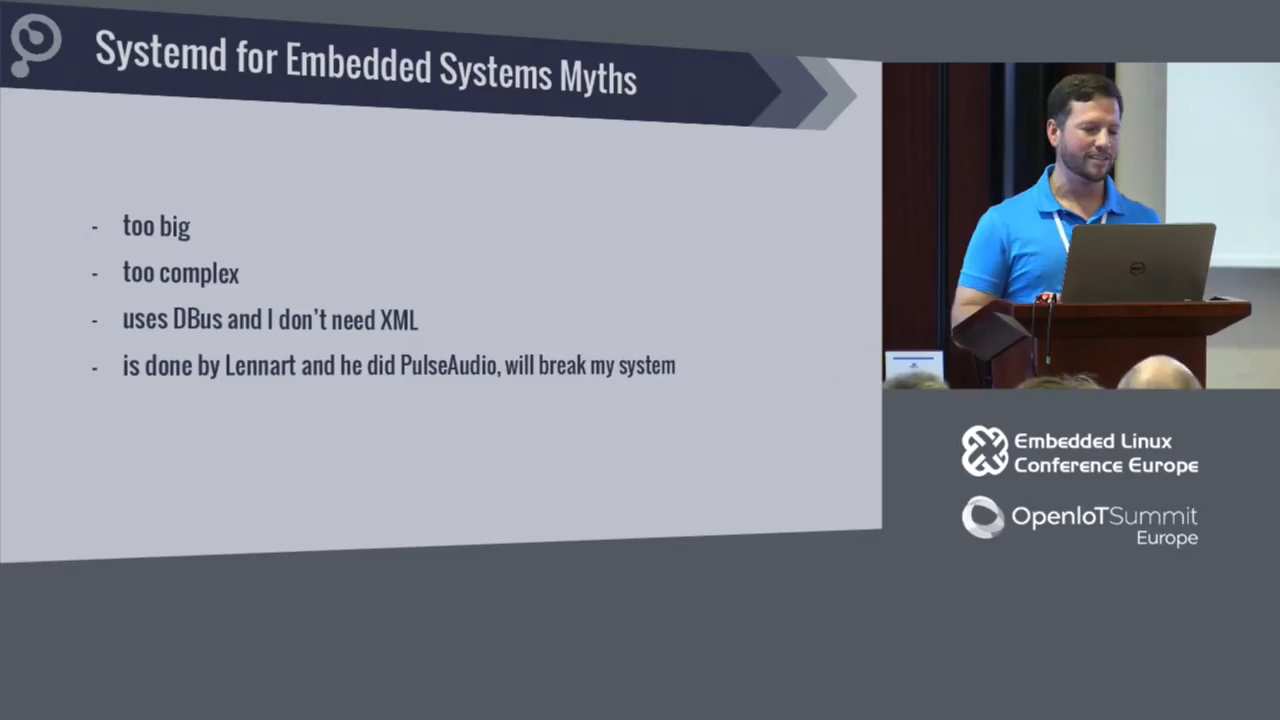 Systemd for Embedded Systems Myths
- too big
- too complex
- uses DBus and I don't need XML
- is done by Lennart and he did PulseAudio, will break my system
Embedded Linux
Conference Europe
OpenIoTSummit
Europe